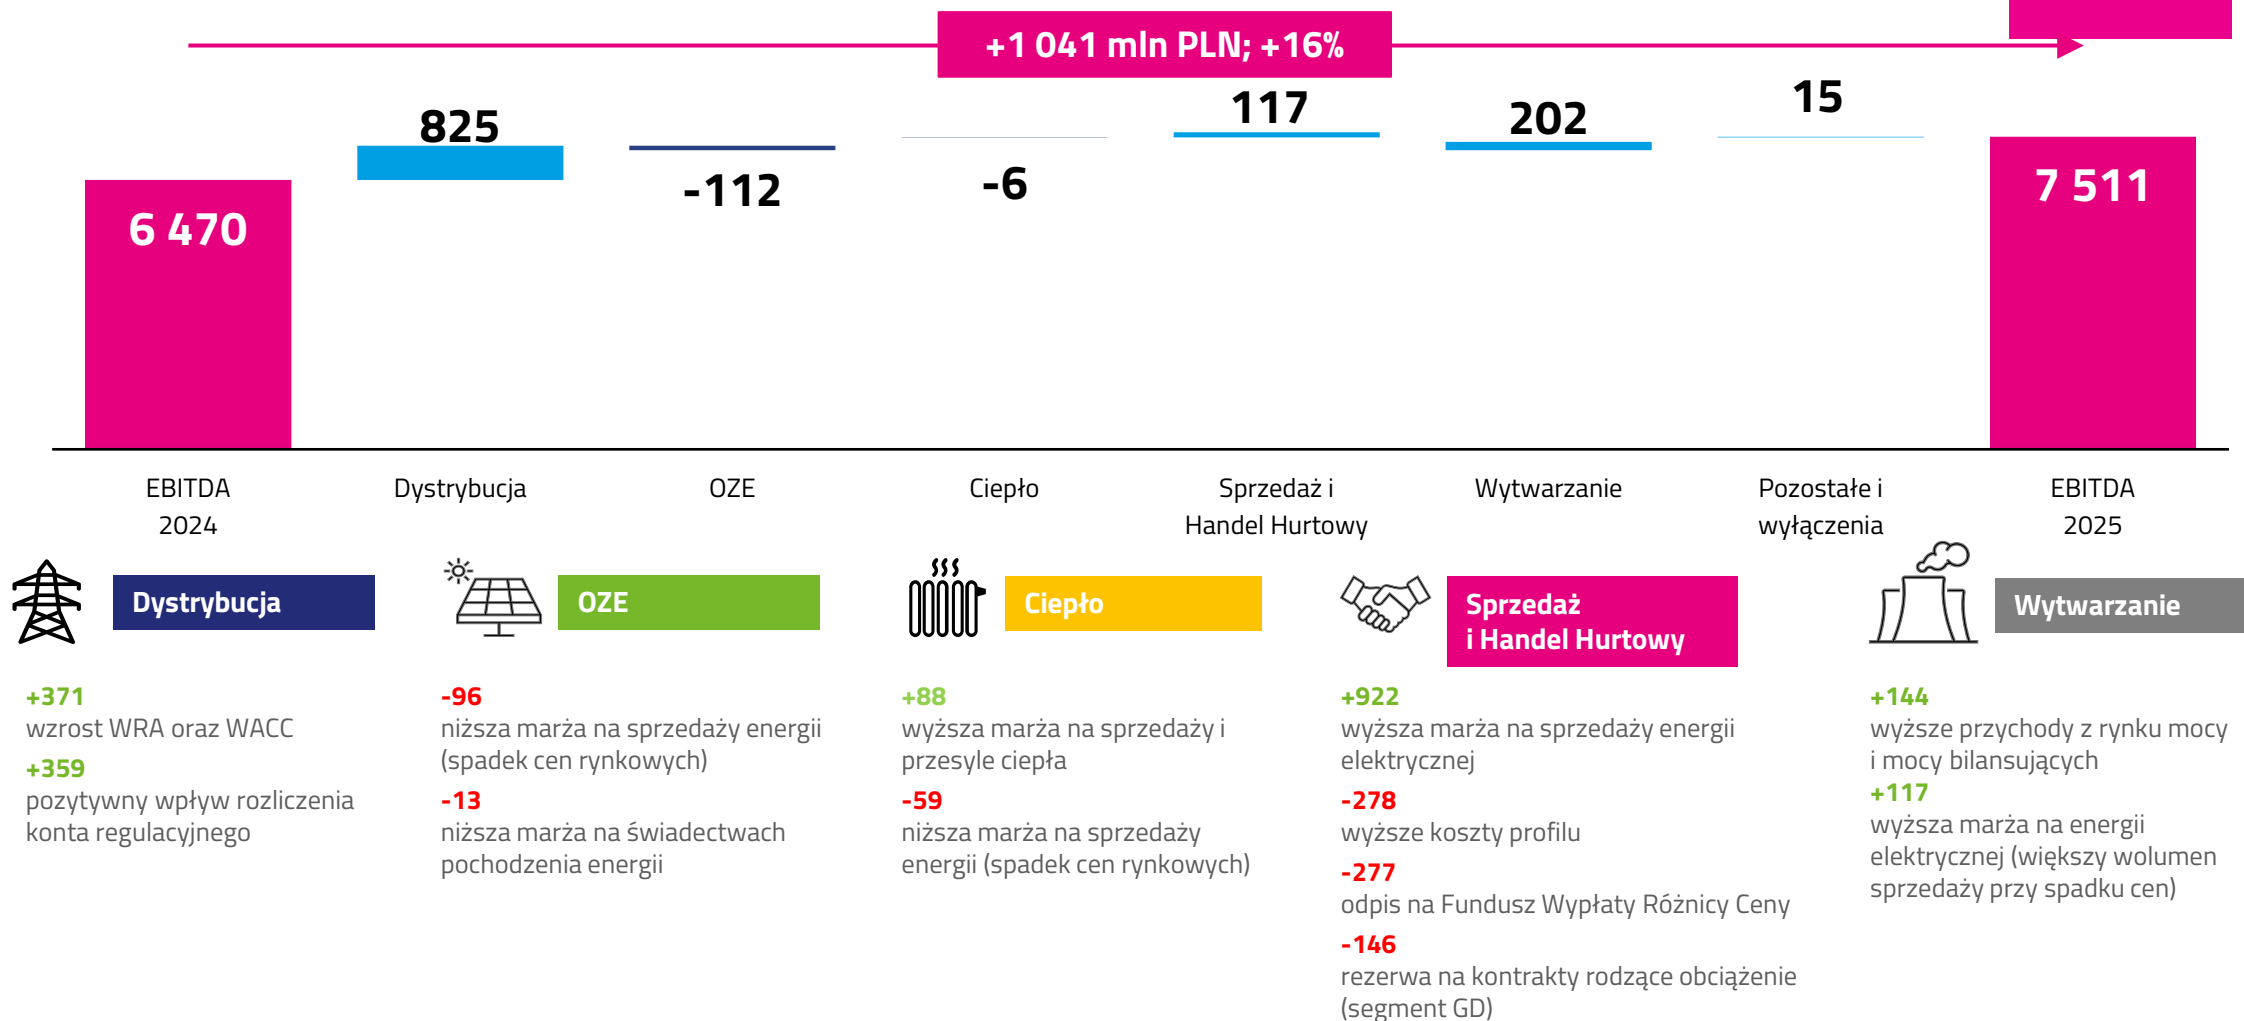 +1 041 mln PLN; +16%
6 470
825
-112
-6
117
202
15
7 511
EBITDA
2024
Dystrybucja
OZE
Ciepło
Sprzedaż i
Handel Hurtowy
Wytwarzanie
Pozostałe i
wyłączenia
EBITDA
2025
Dystrybucja
+371
wzrost WRA oraz WACC
+359
pozytywny wpływ rozliczenia
konta regulacyjnego
OZE
-96
niższa marża na sprzedaży energii
(spadek cen rynkowych)
-13
niższa marża na świadectwach
pochodzenia energii
Ciepło
+88
wyższa marża na sprzedaży i
przesyle ciepła
-59
niższa marża na sprzedaży
energii (spadek cen rynkowych)
Sprzedaż
i Handel Hurtowy
+922
wyższa marża na sprzedaży energii
elektrycznej
-278
wyższe koszty profilu
-277
odpis na Fundusz Wypłaty Różnicy Ceny
-146
rezerwa na kontrakty rodzące obciążenie
(segment GD)
Wytwarzanie
+144
wyższe przychody z rynku mocy
i mocy bilansujących
+117
wyższa marża na energii
elektrycznej (większy wolumen
sprzedaży przy spadku cen)